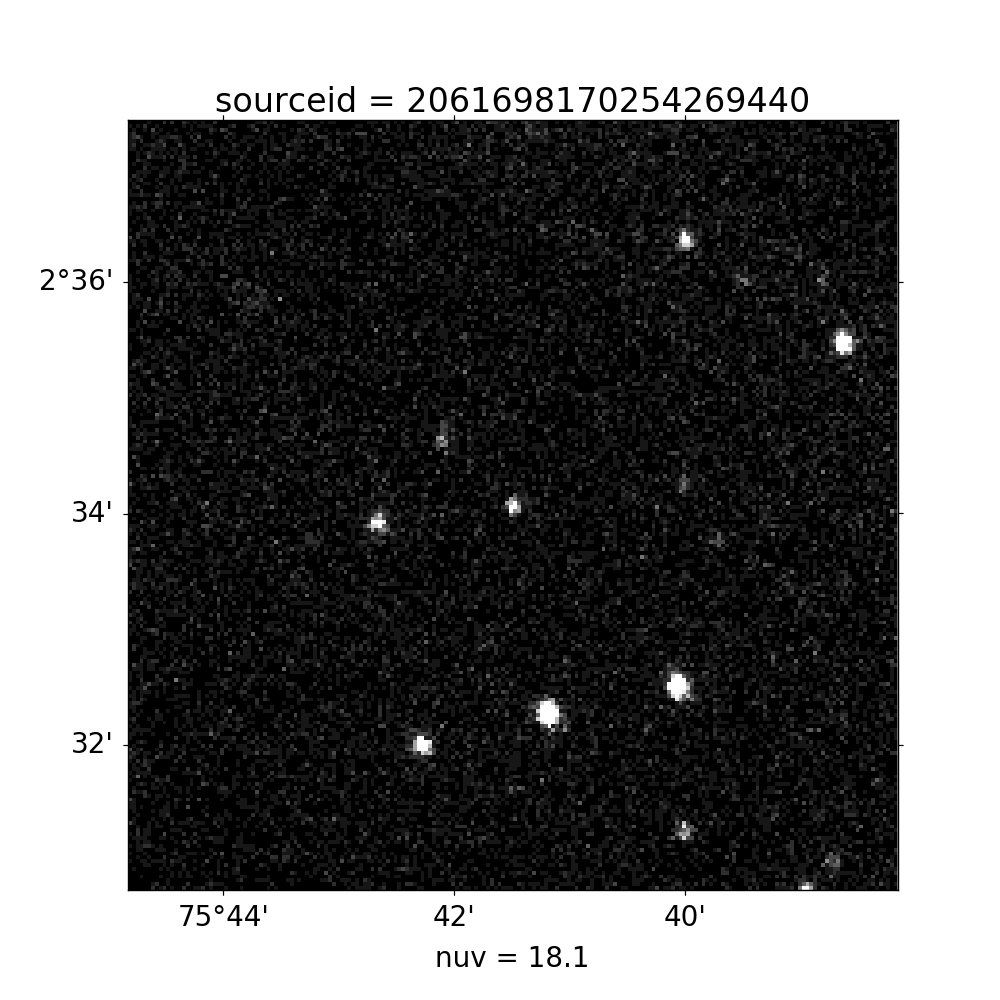 sourceid = 2061698170254269440
2°36'
34'
32'
75°44' 42' 40'
nuv = 18.1